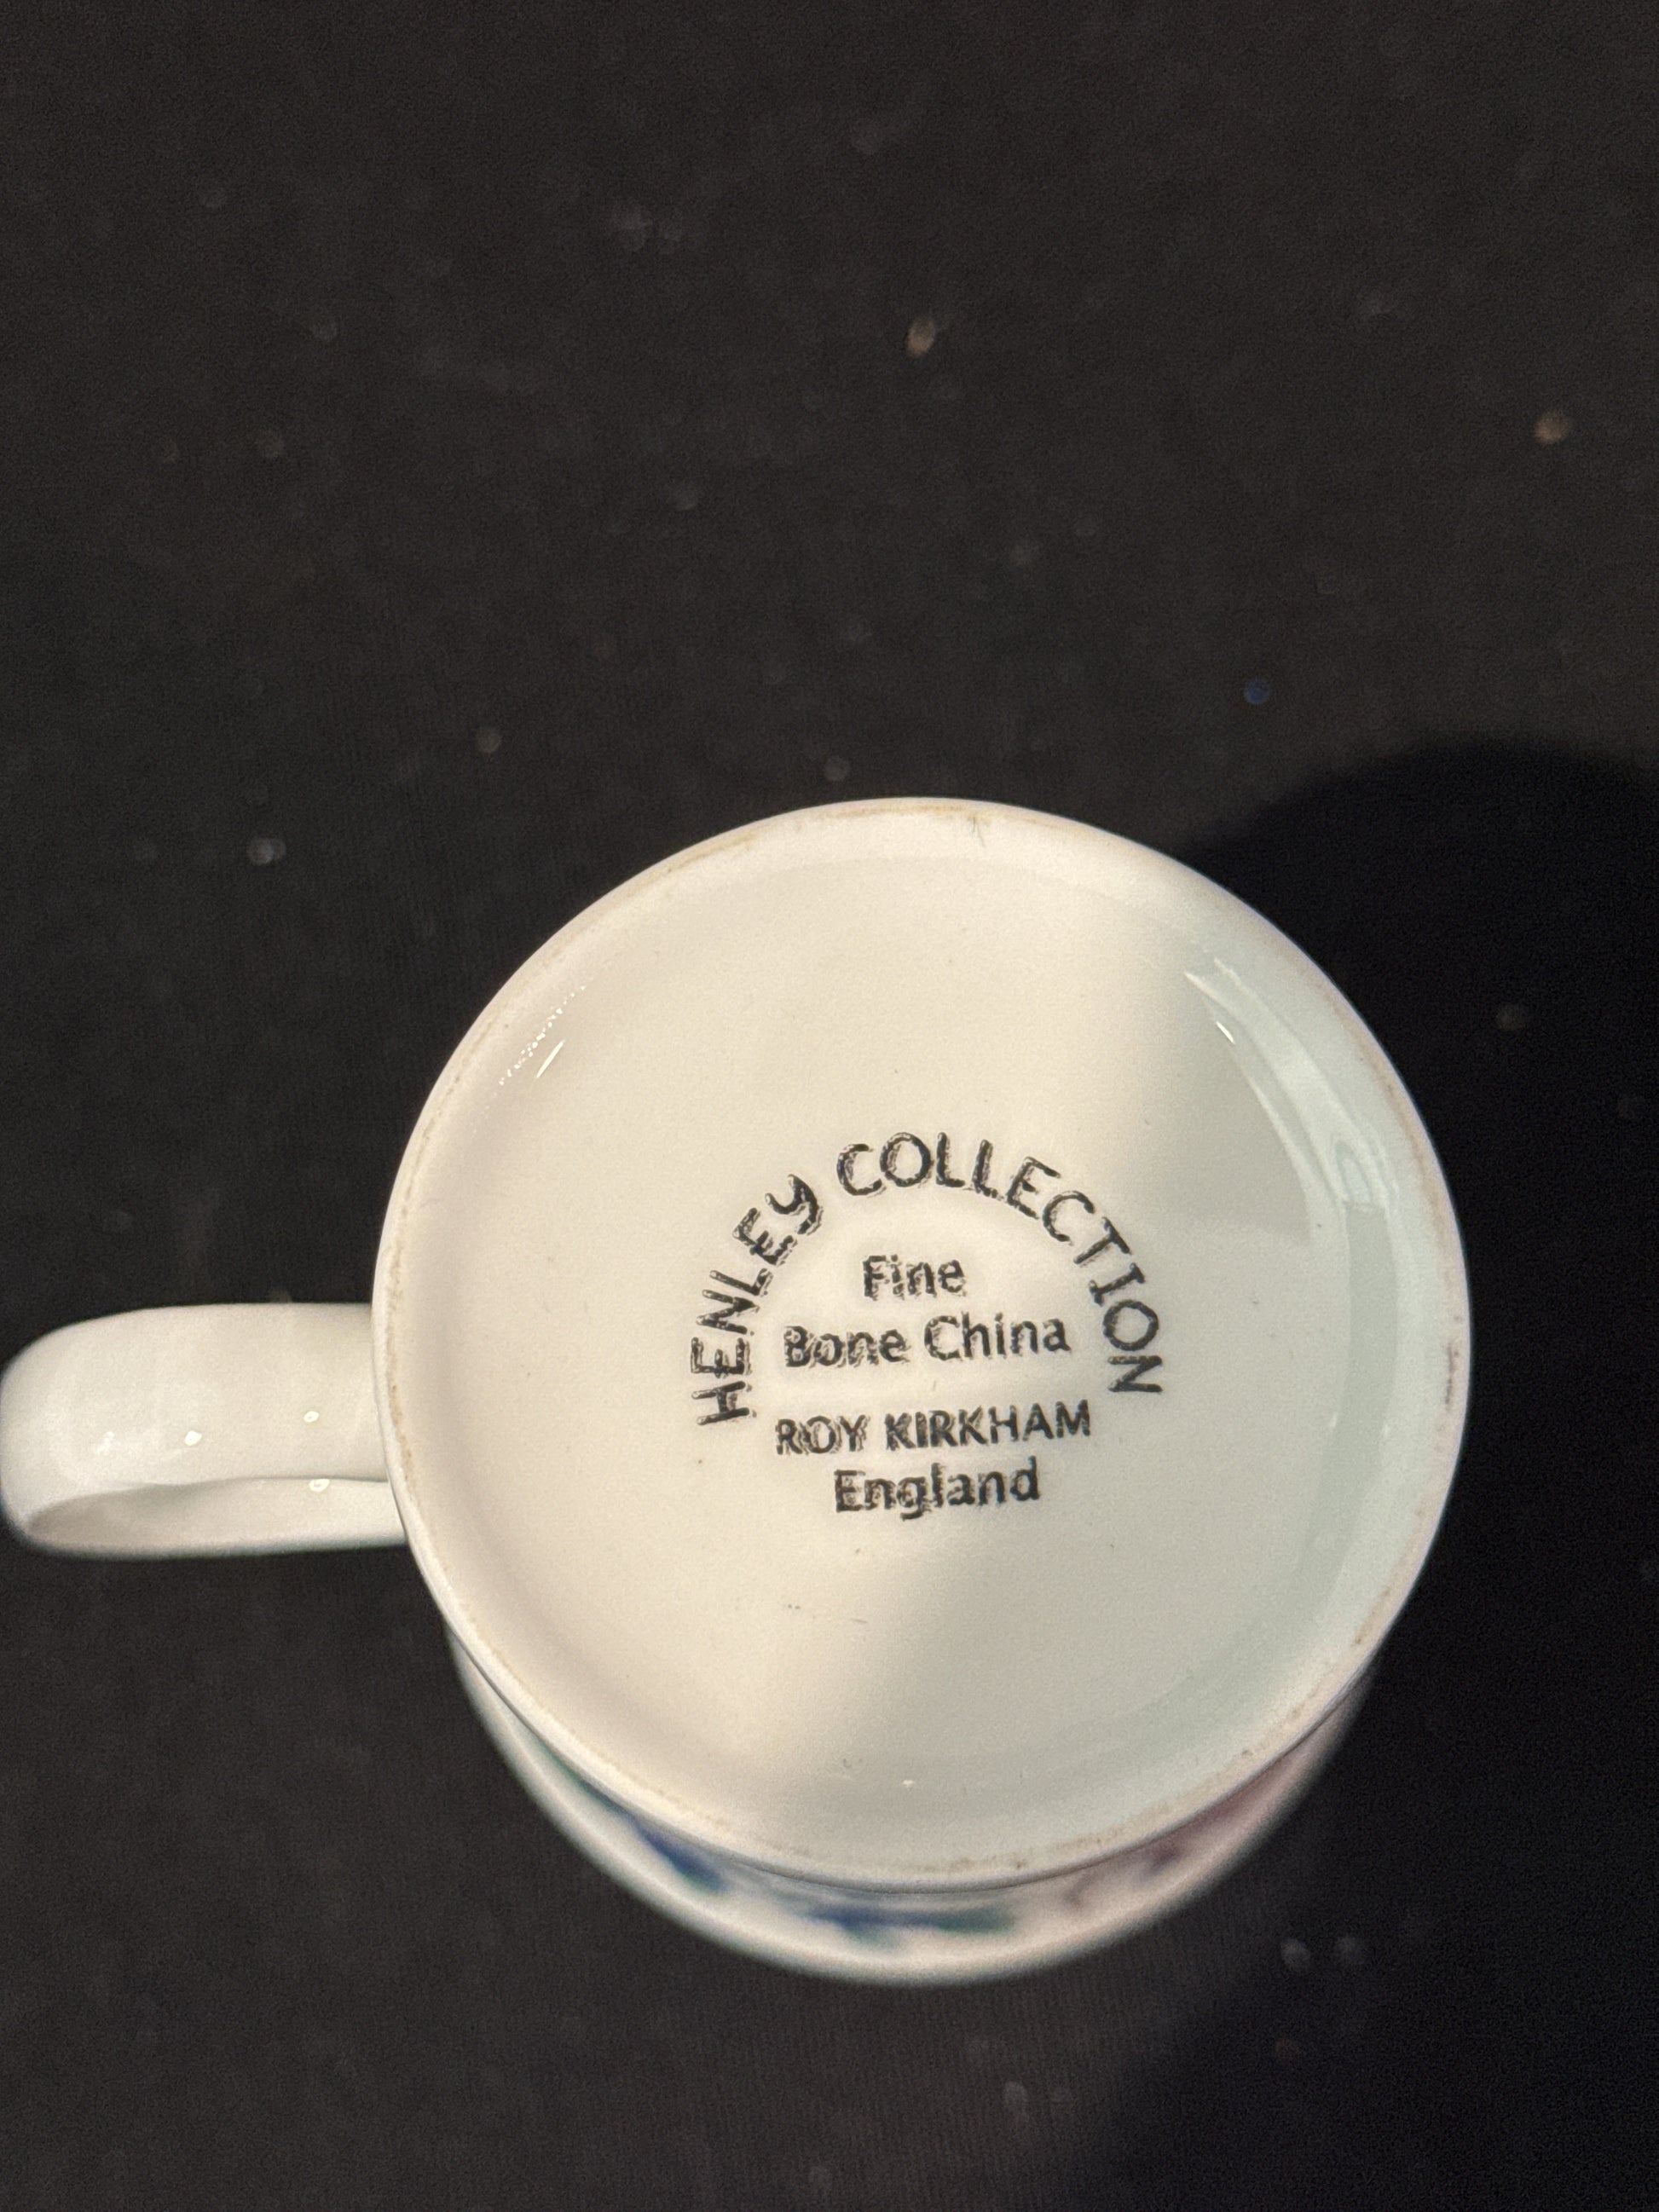 HENLEY COLLECTION
Fine
Bone China
ROY KIRKHAM
England